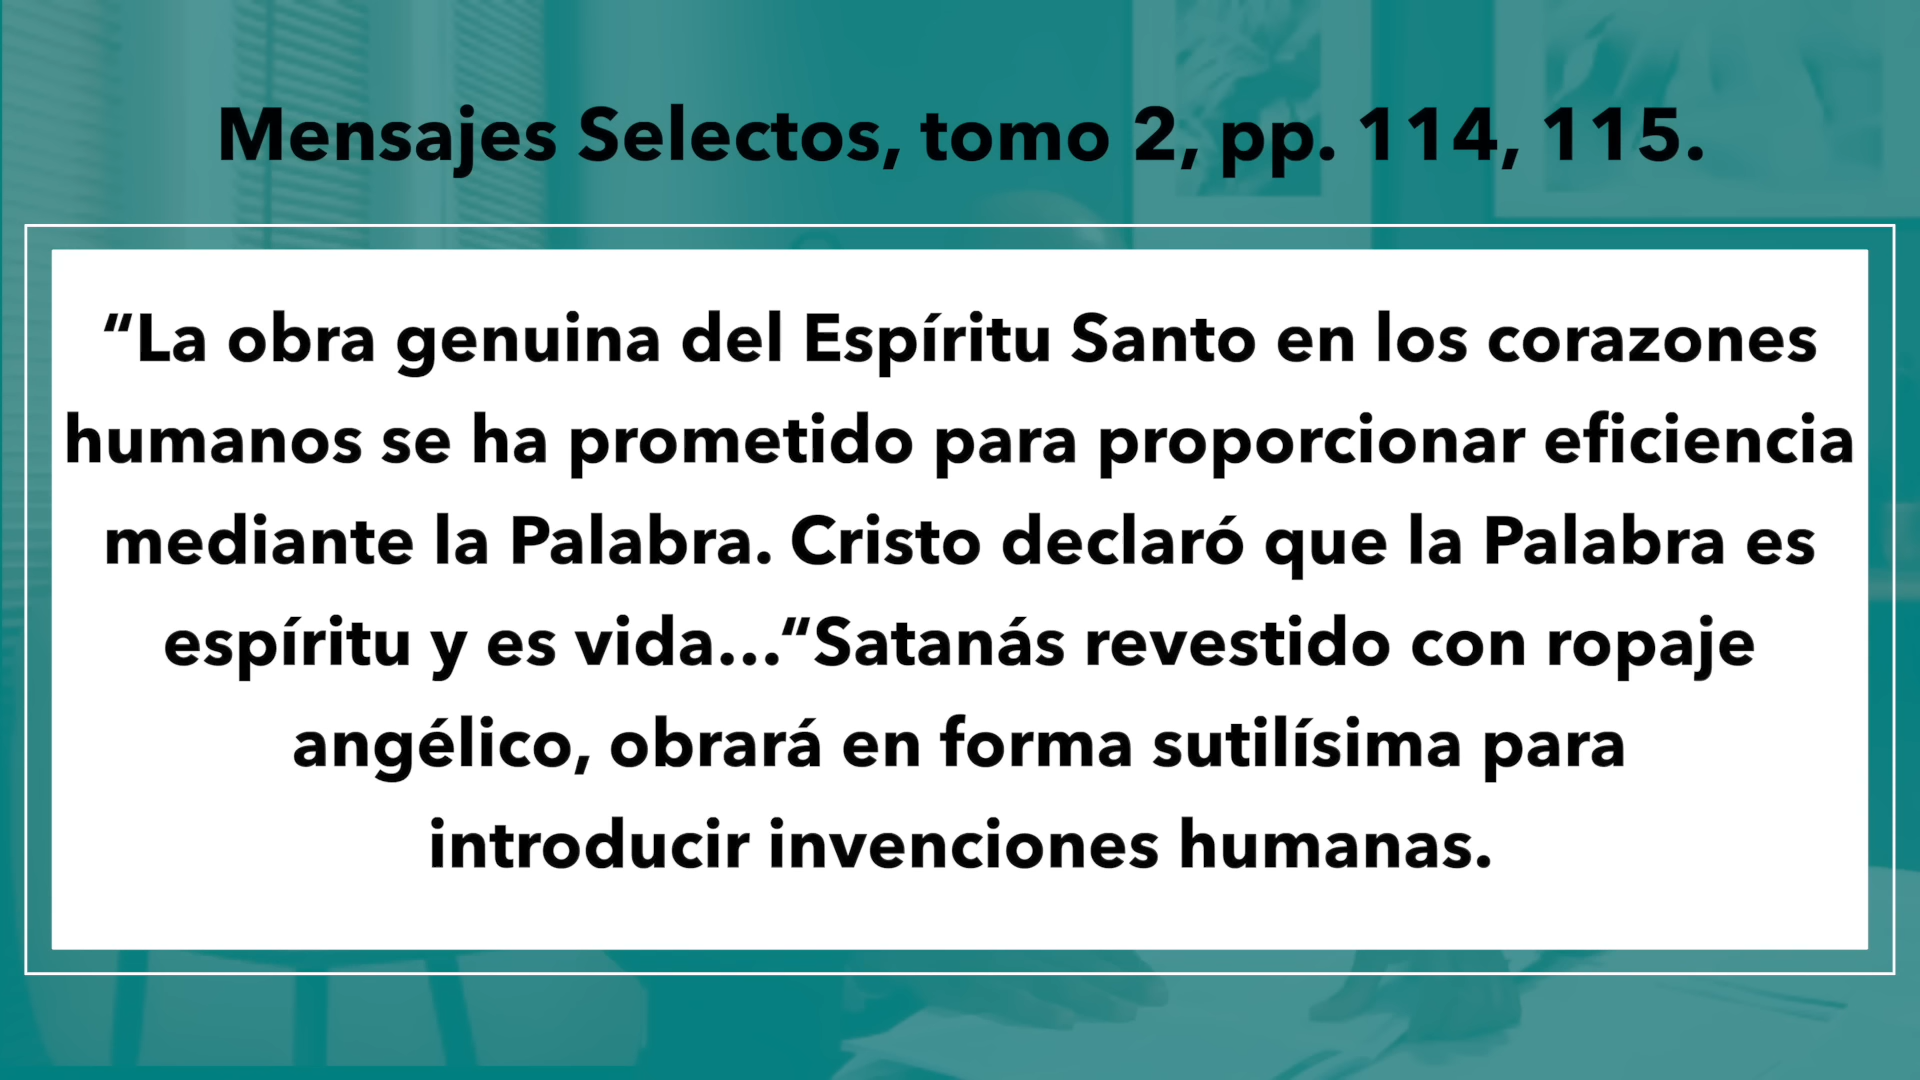 Mensajes Selectos, tomo 2, pp. 114, 115.
“La obra genuina del Espíritu Santo en los corazones
humanos se ha prometido para proporcionar eficiencia
mediante la Palabra. Cristo declaró que la Palabra es
espíritu y es vida...“Satanás revestido con ropaje
angélico, obrará en forma sutilísima para
introducir invenciones humanas.